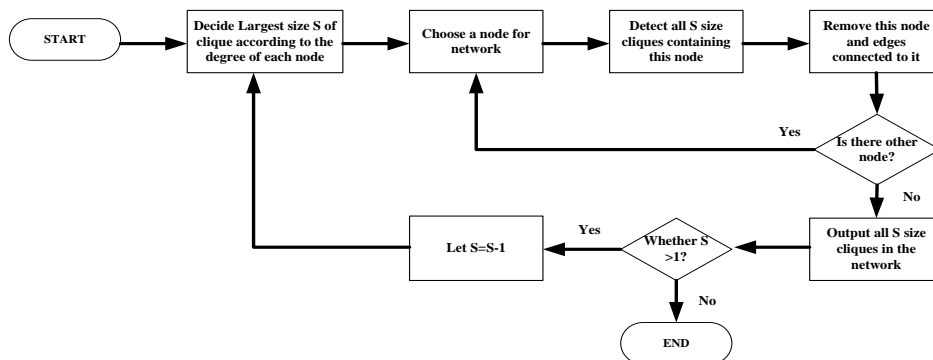 START
Decide Largest size S of
clique according to the
degree of each node
Choose a node for
network
Detect all S size
cliques containing
this node
Remove this node
and edges
connected to it
Yes
Is there other
node?
No
Output all S size
cliques in the
network
Whether S
>1?
Yes
Let S=S-1
No
END